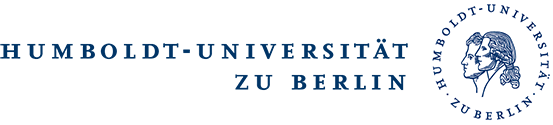 HUMBOLDT-UNIVERSITÄT
ZU BERLIN
HUMBOLDT-UNIVERSITÄT
· ZU BERLIN ·